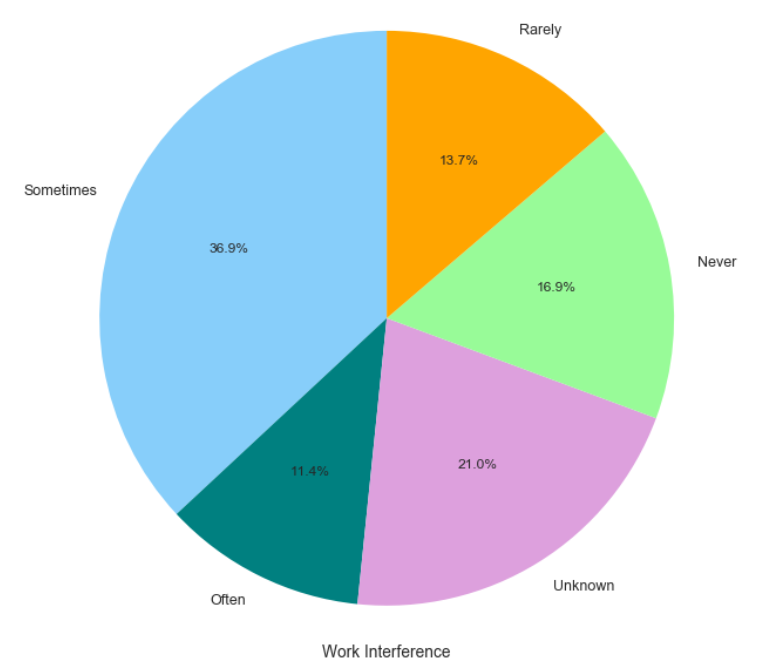 Rarely
13.7%
Sometimes
36.9%
Never
16.9%
11.4%
21.0%
Often
Unknown
Work Interference